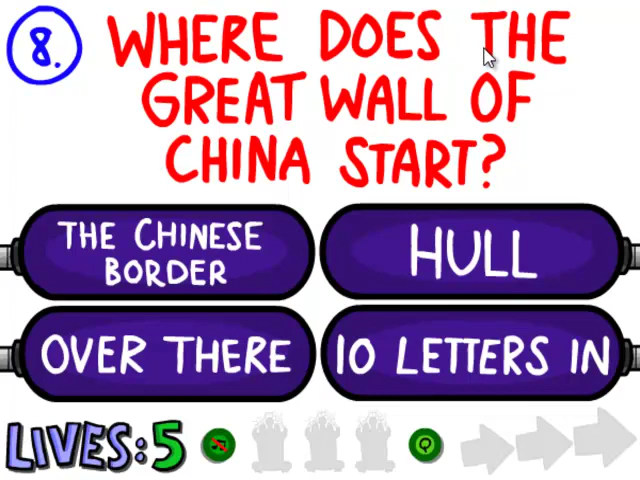 8.
WHERE DOES THE
GREAT WALL OF
CHINA START?
THE CHINESE
BORDER
HULL
OVER THERE
10 LETTERS IN
LIVES: 5